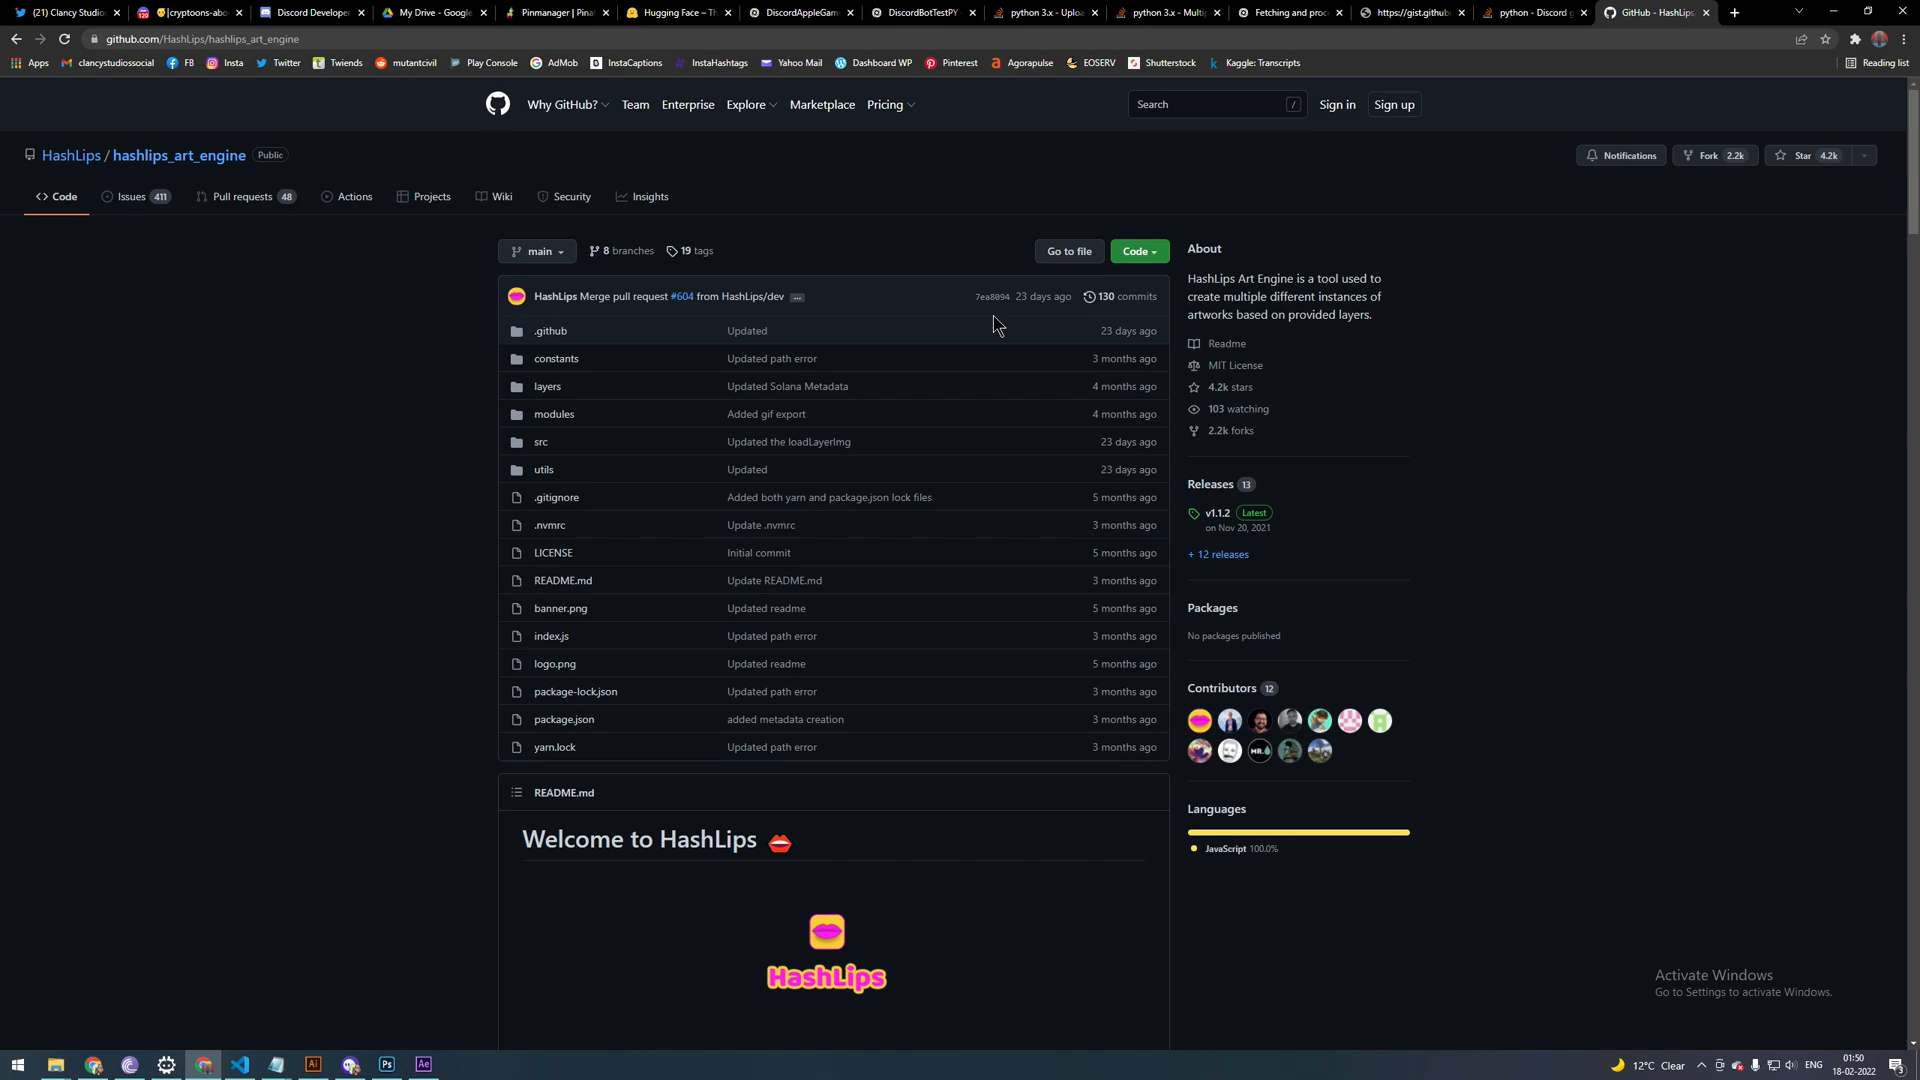 (21) Clancy Studios
|cryptoons-abo
Discord Developer
My Drive - Google
Pinmanager | Pinat
Hugging Face – Th
DiscordAppleGam
DiscordBotTestPY -
python 3.x - Uploa
python 3.x - Multip
Fetching and proc
https://gist.github
python - Discord g
GitHub - HashLips
github.com/HashLips/hashlips_art_engine
Apps
clancystudiossocial
FB
Insta
Twitter
Twiends
mutantcivil
Play Console
AdMob
InstaCaptions
InstaHashtags
Yahoo Mail
Dashboard WP
Pinterest
Agorapulse
EOSERV
Shutterstock
Kaggle: Transcripts
Reading list
Why GitHub?
Team
Enterprise
Explore
Marketplace
Pricing
Search /
Sign in
Sign up
HashLips / hashlips_art_engine Public
Notifications
Fork 2.2k
Star 4.2k
Code
Issues 411
Pull requests 48
Actions
Projects
Wiki
Security
Insights
main
8 branches
19 tags
Go to file
Code
HashLips Merge pull request #604 from HashLips/dev ... 7ea8094 23 days ago 130 commits
.github Updated 23 days ago
constants Updated path error 3 months ago
layers Updated Solana Metadata 4 months ago
modules Added gif export 4 months ago
src Updated the loadLayerImg 23 days ago
utils Updated 23 days ago
.gitignore Added both yarn and package.json lock files 5 months ago
.nvmrc Update .nvmrc 3 months ago
LICENSE Initial commit 5 months ago
README.md Update README.md 3 months ago
banner.png Updated readme 5 months ago
index.js Updated path error 3 months ago
logo.png Updated readme 5 months ago
package-lock.json Updated path error 3 months ago
package.json added metadata creation 3 months ago
yarn.lock Updated path error 3 months ago
README.md
Welcome to HashLips
HashLips
About
HashLips Art Engine is a tool used to
create multiple different instances of
artworks based on provided layers.
Readme
MIT License
4.2k stars
103 watching
2.2k forks
Releases 13
v1.1.2 Latest
on Nov 20, 2021
+ 12 releases
Packages
No packages published
Contributors 12
MR.
Languages
JavaScript 100.0%
Activate Windows
Go to Settings to activate Windows.
Ai
Ps
Ae
12°C Clear
ENG
01:50
18-02-2022
3